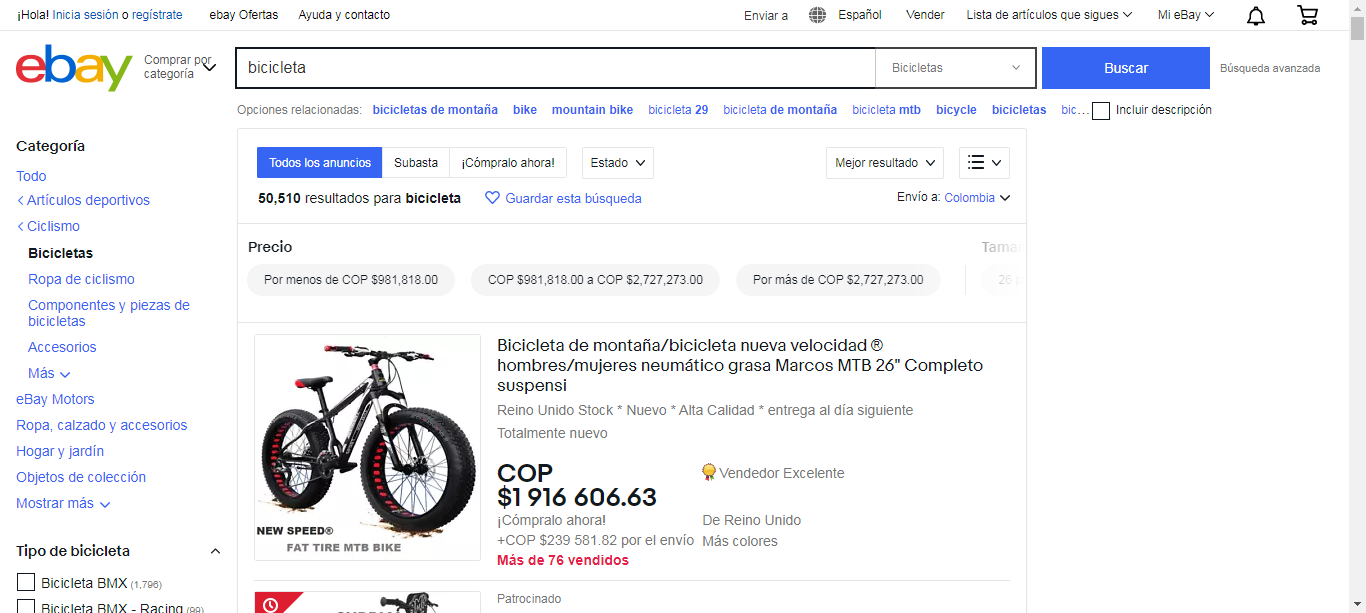 ¡Hola! Inicia sesión o regístrate ebay Ofertas Ayuda y contacto Enviar a Español Vender Lista de artículos que sigues Mi eBay
ebay
Comprar por
categoría
bicicleta Bicicletas Buscar Búsqueda avanzada
Opciones relacionadas: bicicletas de montaña bike mountain bike bicicleta 29 bicicleta de montaña bicicleta mtb bicycle bicicletas bic... Incluir descripción
Categoría
Todo
Artículos deportivos
Ciclismo
Bicicletas
Ropa de ciclismo
Componentes y piezas de
bicicletas
Accesorios
Más
eBay Motors
Ropa, calzado y accesorios
Hogar y jardín
Objetos de colección
Mostrar más
Tipo de bicicleta
Bicicleta BMX (1,796)
Bicicleta BMX - Racing (99)
Todos los anuncios Subasta ¡Cómpralo ahora! Estado Mejor resultado
50,510 resultados para bicicleta Guardar esta búsqueda Envío a: Colombia
Precio
Por menos de COP $981,818.00 COP $981,818.00 a COP $2,727,273.00 Por más de COP $2,727,273.00 26
NEW SPEED®
FAT TIRE MTB BIKE
Bicicleta de montaña/bicicleta nueva velocidad ®
hombres/mujeres neumático grasa Marcos MTB 26" Completo
suspensi
Reino Unido Stock * Nuevo * Alta Calidad * entrega al día siguiente
Totalmente nuevo
COP
$1 916 606.63
¡Cómpralo ahora!
+COP $239 581.82 por el envío
Más de 76 vendidos
Vendedor Excelente
De Reino Unido
Más colores
Patrocinado